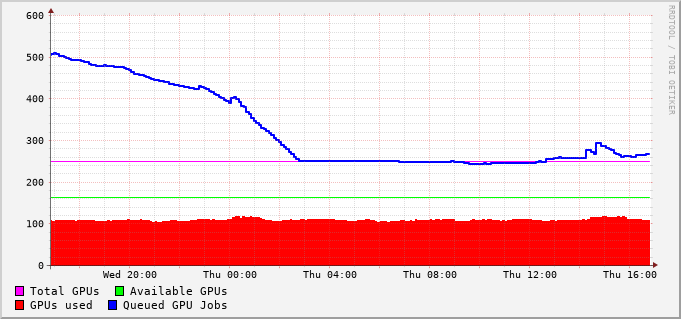 600
500
400
300
200
100
0
Wed 20:00 Thu 00:00 Thu 04:00 Thu 08:00 Thu 12:00 Thu 16:00
Total GPUs Available GPUs
GPUs used Queued GPU Jobs
RRDTOOL / TOBI OETIKER